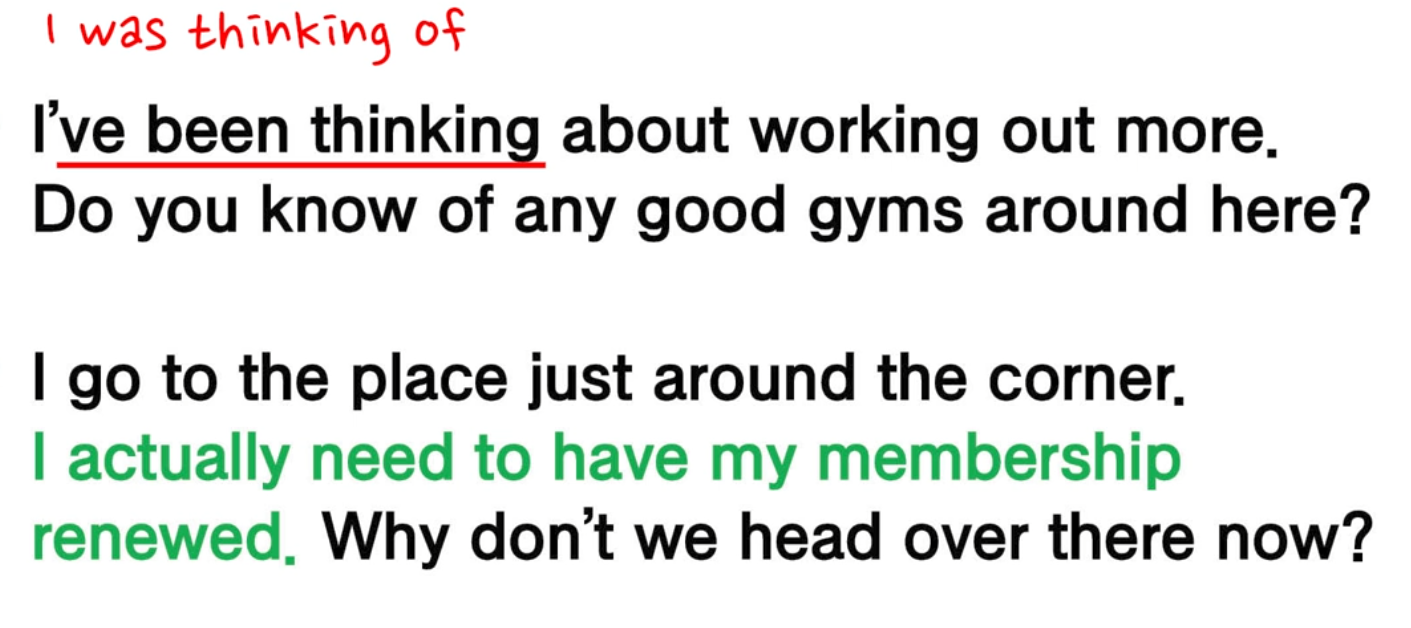 I was thinking of
I've been thinking about working out more.
Do you know of any good gyms around here?
I go to the place just around the corner.
I actually need to have my membership
renewed. Why don't we head over there now?